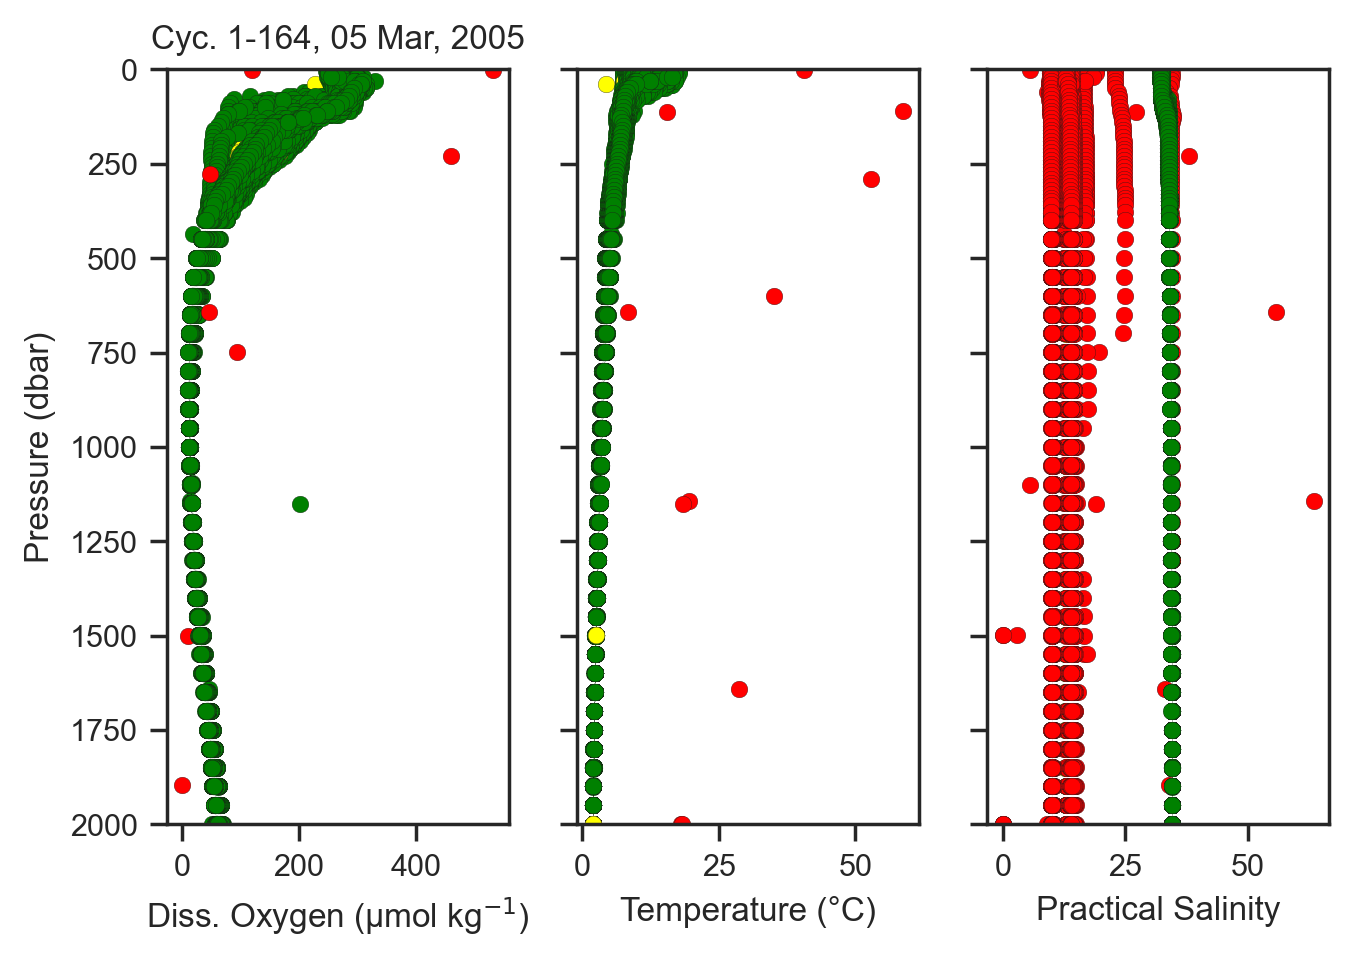 Cyc. 1-164, 05 Mar, 2005
0
250
500
750
1000
1250
1500
1750
2000
Pressure (dbar)
0 200 400
Diss. Oxygen (µmol kg⁻¹)
0 25 50
Temperature (°C)
0 25 50
Practical Salinity